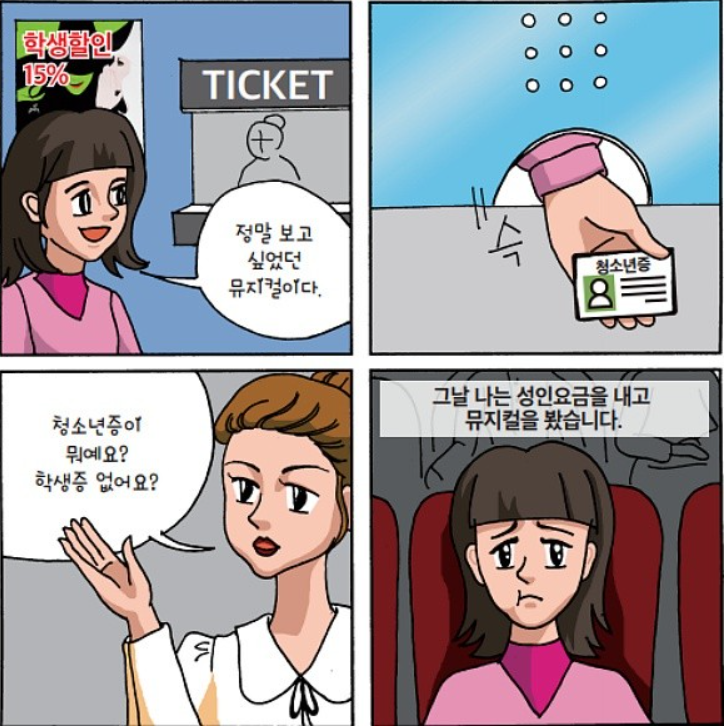 학생할인
15%
TICKET
정말 보고
싶었던
뮤지컬이다.
슥
청소년증
청소년증이
뭐예요?
학생증 없어요?
그날 나는 성인요금을 내고
뮤지컬을 봤습니다.